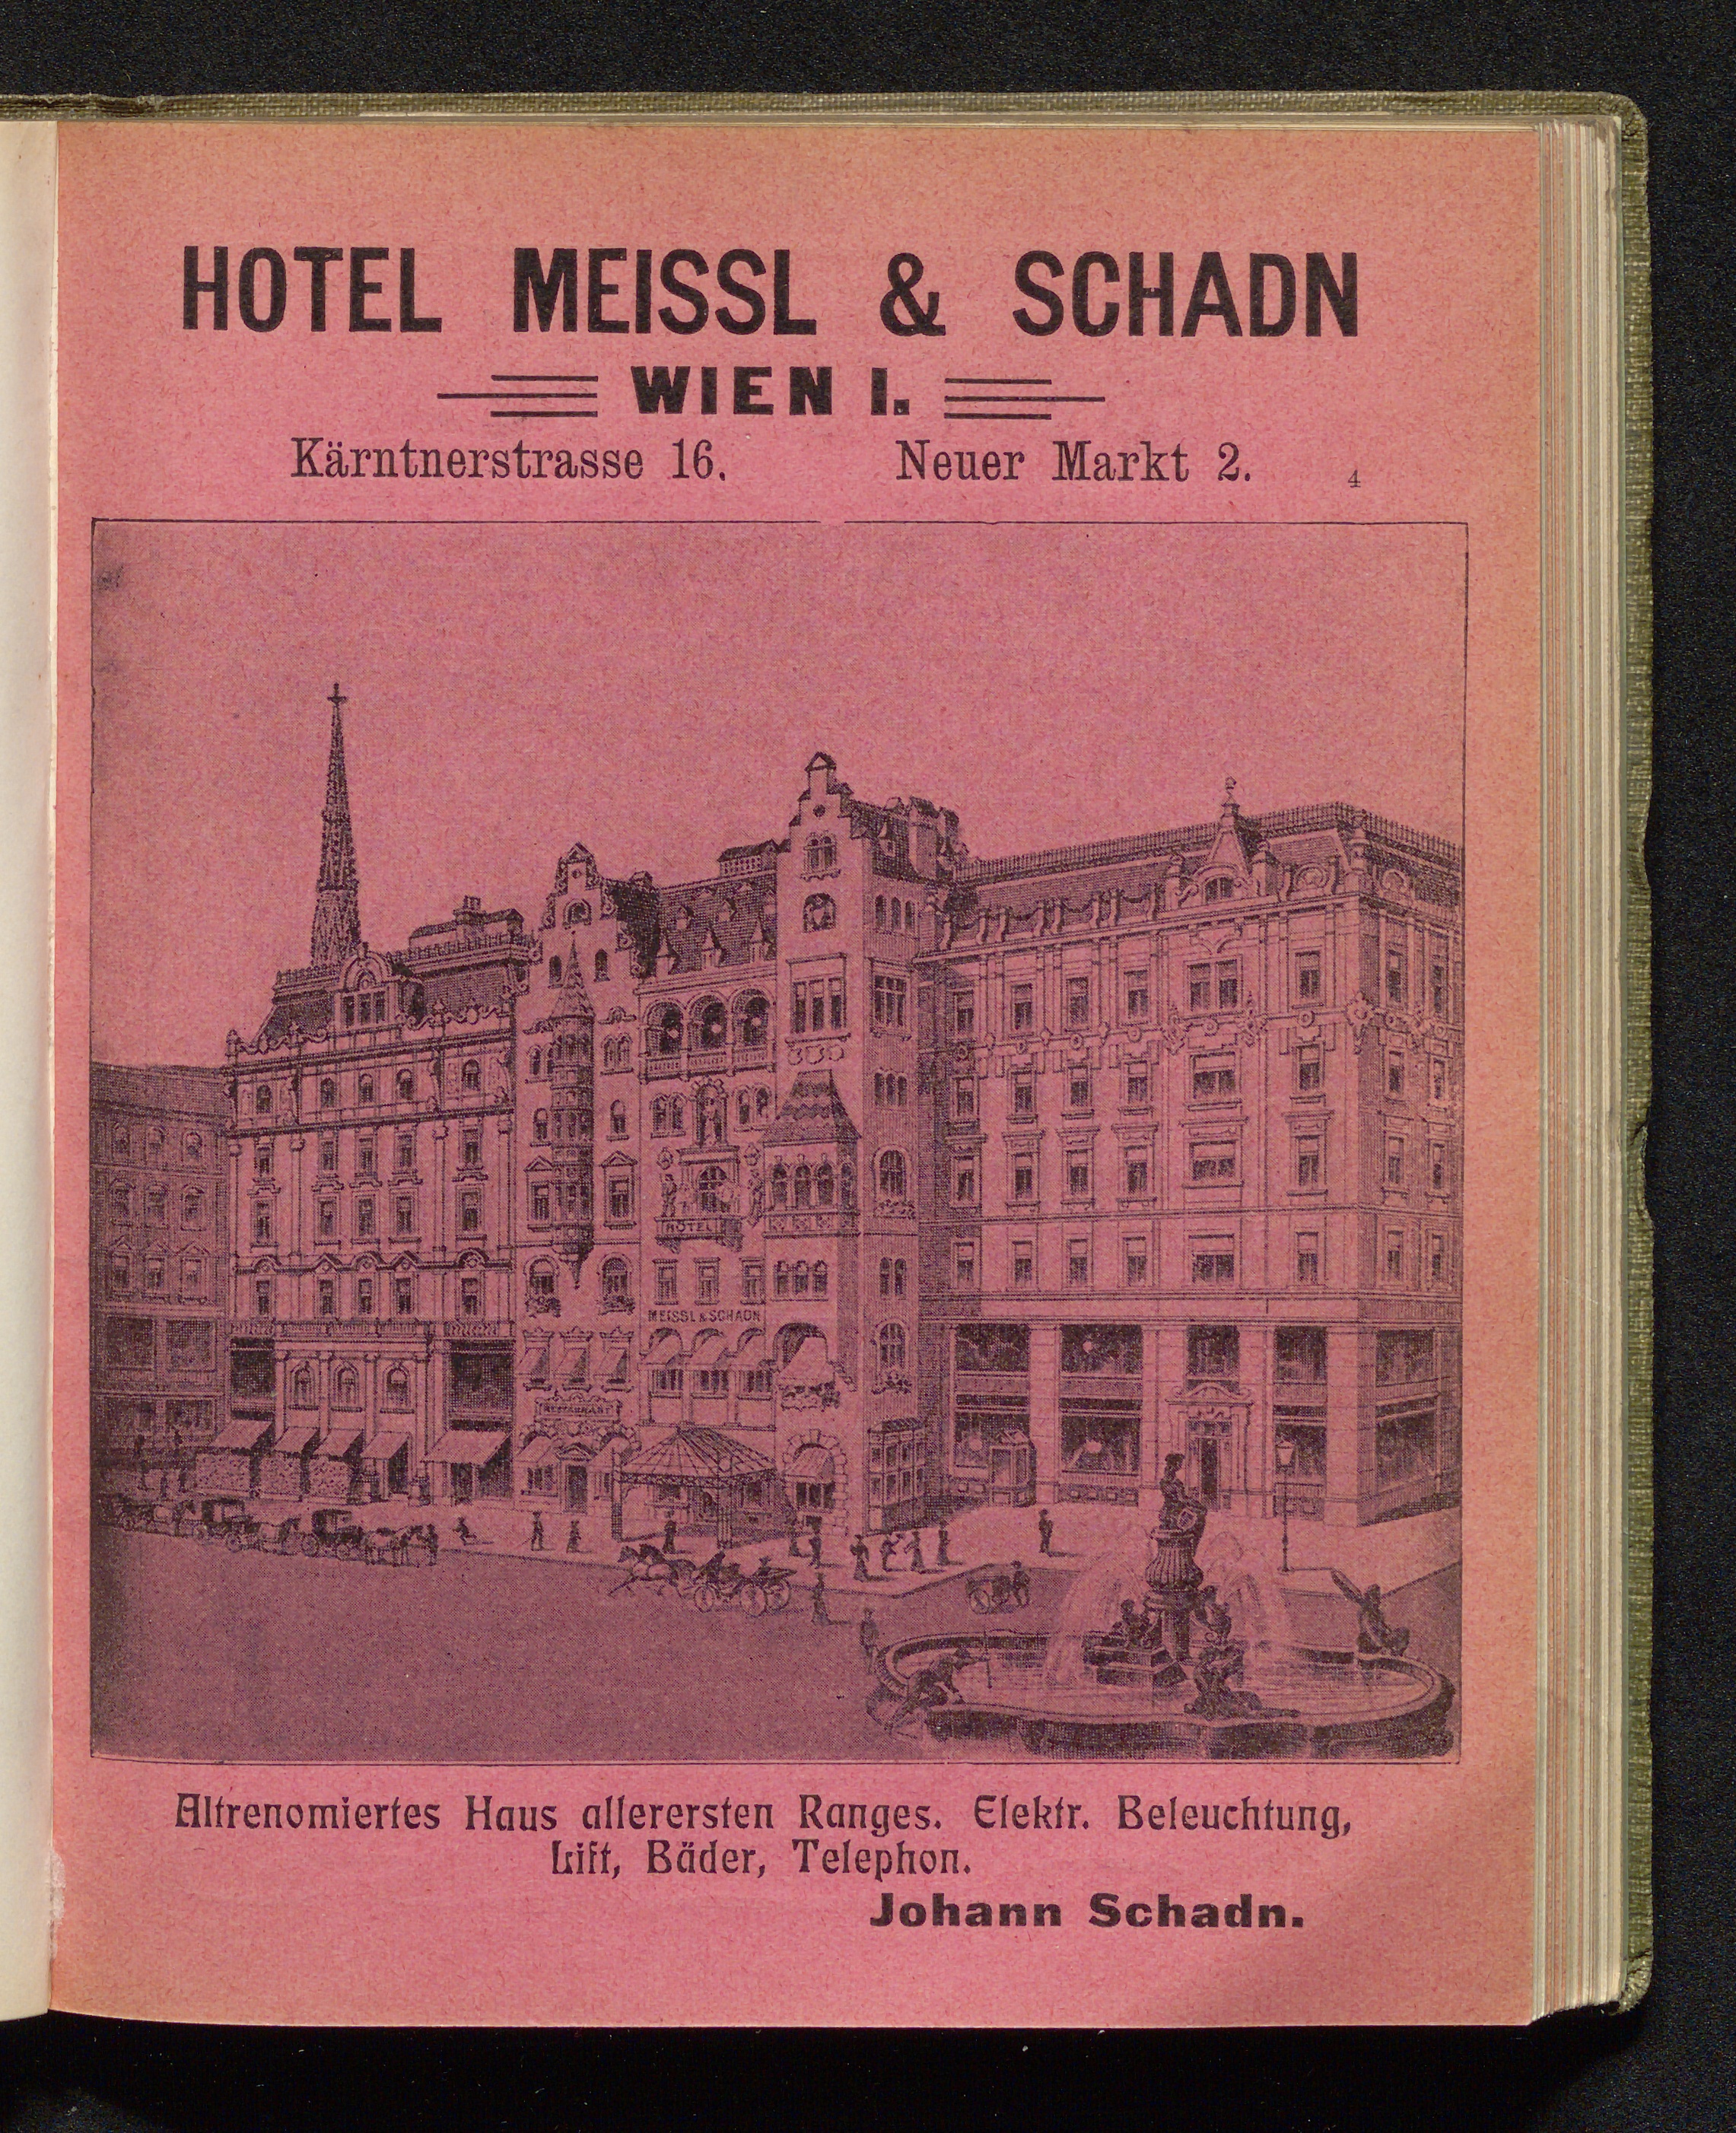 HOTEL MEISSL & SCHADN
WIEN I.
Kärntnerstrasse 16. Neuer Markt 2. 4
HOTEL
MEISSL & SCHADN
RESTAURANT
Altrenomiertes Haus allerersten Ranges. Elektr. Beleuchtung,
Lift, Bäder, Telephon.
Johann Schadn.